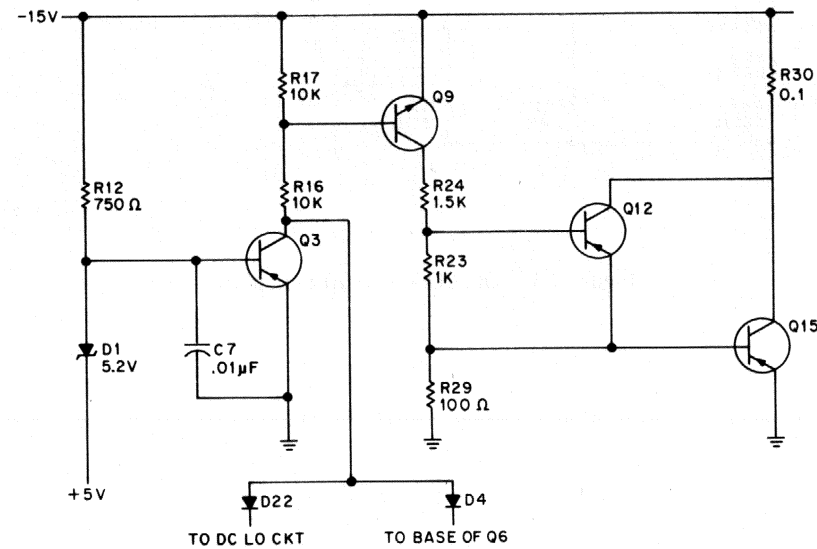 -15V
R17
10K
R30
0.1
Q9
R12
750Ω
R16
10K
R24
1.5K
Q12
Q3
R23
1K
Q15
D1
5.2V
C7
.01µF
R29
100 Ω
+5V
D22
D4
TO DC LO CKT
TO BASE OF Q6